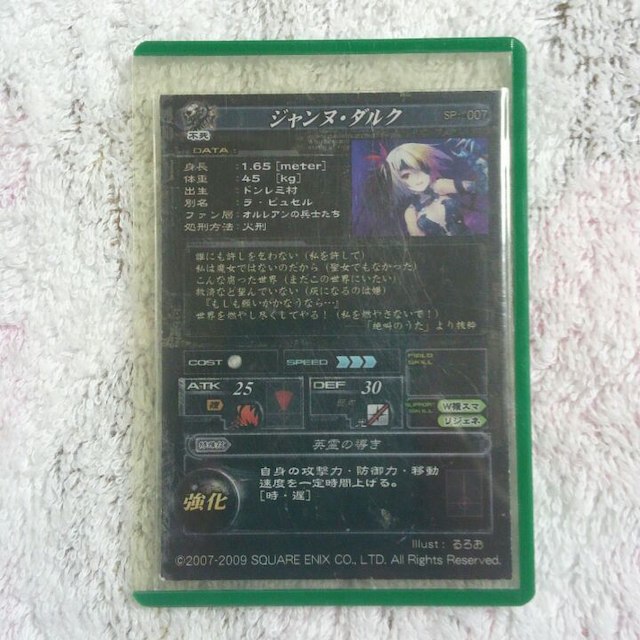 ジャンヌ・ダルク SP-007
不死
DATA:
身長 :1.65 [meter]
体重 :45 [kg]
出生 :ドンレミ村
別名 :ラ・ピュセル
ファン層:オルレアンの兵士たち
処刑方法:火刑
誰にも許しを乞わない(私を許して)
私は魔女ではないのだから(聖女でもなかった)
こんな腐った世界(まだこの世界にいたい)
救済など望んでいない(灰になるのは嫌)
「もしも願いかかなうなら…」
世界を燃やし尽くしてやる!(私を燃やさないで!)
「絶叫のうた」より抜粋
COST SPEED FIELD SKILL
ATK 25 DEF 30
複
SUPER SKILL W複スマ
リジェネ
特殊技 英霊の導き
強化
自身の攻撃力・防御力・移動
速度を一定時間上げる。
[時・遅]
Illust:るろお
©2007-2009 SQUARE ENIX CO., LTD. All Rights Reserved.